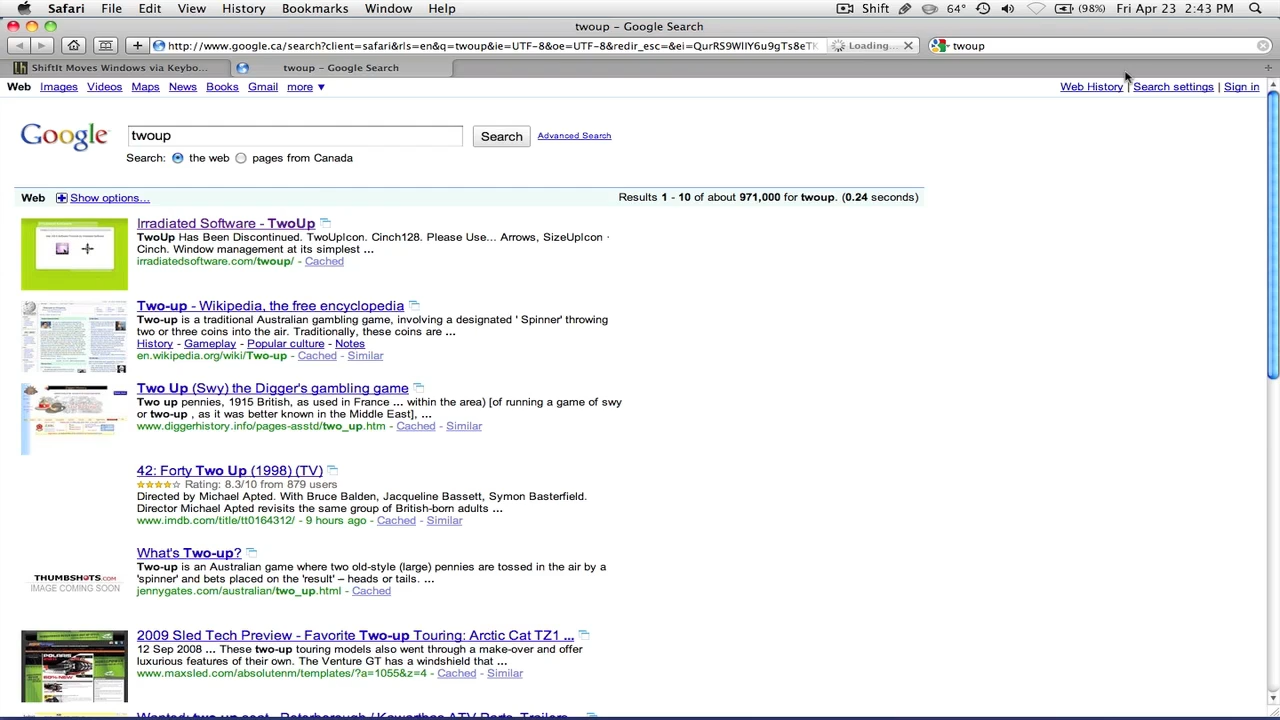 Safari File Edit View History Bookmarks Window Help Shift 64° (98%) Fri Apr 23 2:43 PM
twoup – Google Search
http://www.google.ca/search?client=safari&rls=en&q=twoup&ie=UTF-8&oe=UTF-8&redir_esc=&ei= Loading... twoup
ShiftIt Moves Windows via Keybo... twoup – Google Search
Web Images Videos Maps News Books Gmail more ▼ Web History | Search settings | Sign in
Google twoup Search Advanced Search
Search: the web pages from Canada
Web Show options... Results 1 - 10 of about 971,000 for twoup. (0.24 seconds)
Irradiated Software - TwoUp
TwoUp Has Been Discontinued. TwoUpIcon. Cinch128. Please Use... Arrows, SizeUpIcon ·
Cinch. Window management at its simplest ...
irradiatedsoftware.com/twoup/ - Cached
Two-up - Wikipedia, the free encyclopedia
Two-up is a traditional Australian gambling game, involving a designated ' Spinner' throwing
two or three coins into the air. Traditionally, these coins are ...
History - Gameplay - Popular culture - Notes
en.wikipedia.org/wiki/Two-up - Cached - Similar
Two Up (Swy) the Digger's gambling game
Two up pennies, 1915 British, as used in France ... within the area) [of running a game of swy
or two-up , as it was better known in the Middle East], ...
www.diggerhistory.info/pages-asstd/two_up.htm - Cached - Similar
42: Forty Two Up (1998) (TV)
Rating: 8.3/10 from 879 users
Directed by Michael Apted. With Bruce Balden, Jacqueline Bassett, Symon Basterfield.
Director Michael Apted revisits the same group of British-born adults ...
www.imdb.com/title/tt0164312/ - 9 hours ago - Cached - Similar
What's Two-up?
Two-up is an Australian game where two old-style (large) pennies are tossed in the air by a
'spinner' and bets placed on the 'result' – heads or tails. ...
jennygates.com/australian/two_up.html - Cached
THUMBSHOTS.COM
IMAGE COMING SOON
2009 Sled Tech Preview - Favorite Two-up Touring: Arctic Cat TZ1 ...
12 Sep 2008 ... These two-up touring models also went through a make-over and offer
luxurious features of their own. The Venture GT has a windshield that ...
www.maxsled.com/absolutenm/templates/?a=1055&z=4 - Cached - Similar
Wanted: two up seat - Peterborough / Kawarthas ATV Parts, Trailers